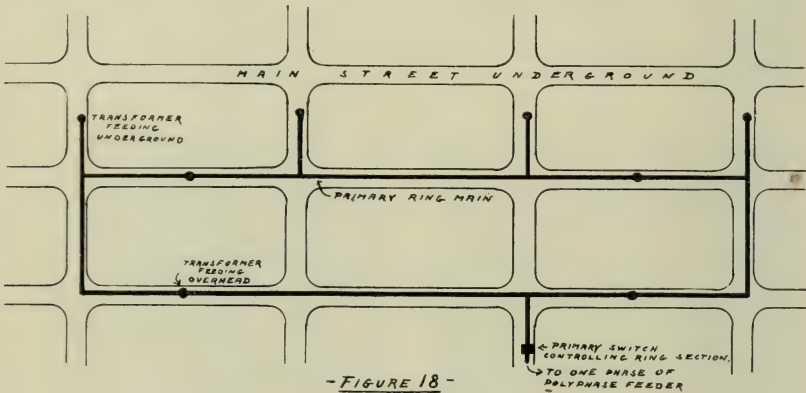 MAIN STREET UNDERGROUND
TRANSFORMER
FEEDING
UNDERGROUND
PRIMARY RING MAIN
TRANSFORMER
FEEDING
OVERHEAD
PRIMARY SWITCH
CONTROLLING RING SECTION.
TO ONE PHASE OF
POLYPHASE FEEDER
-FIGURE 18-